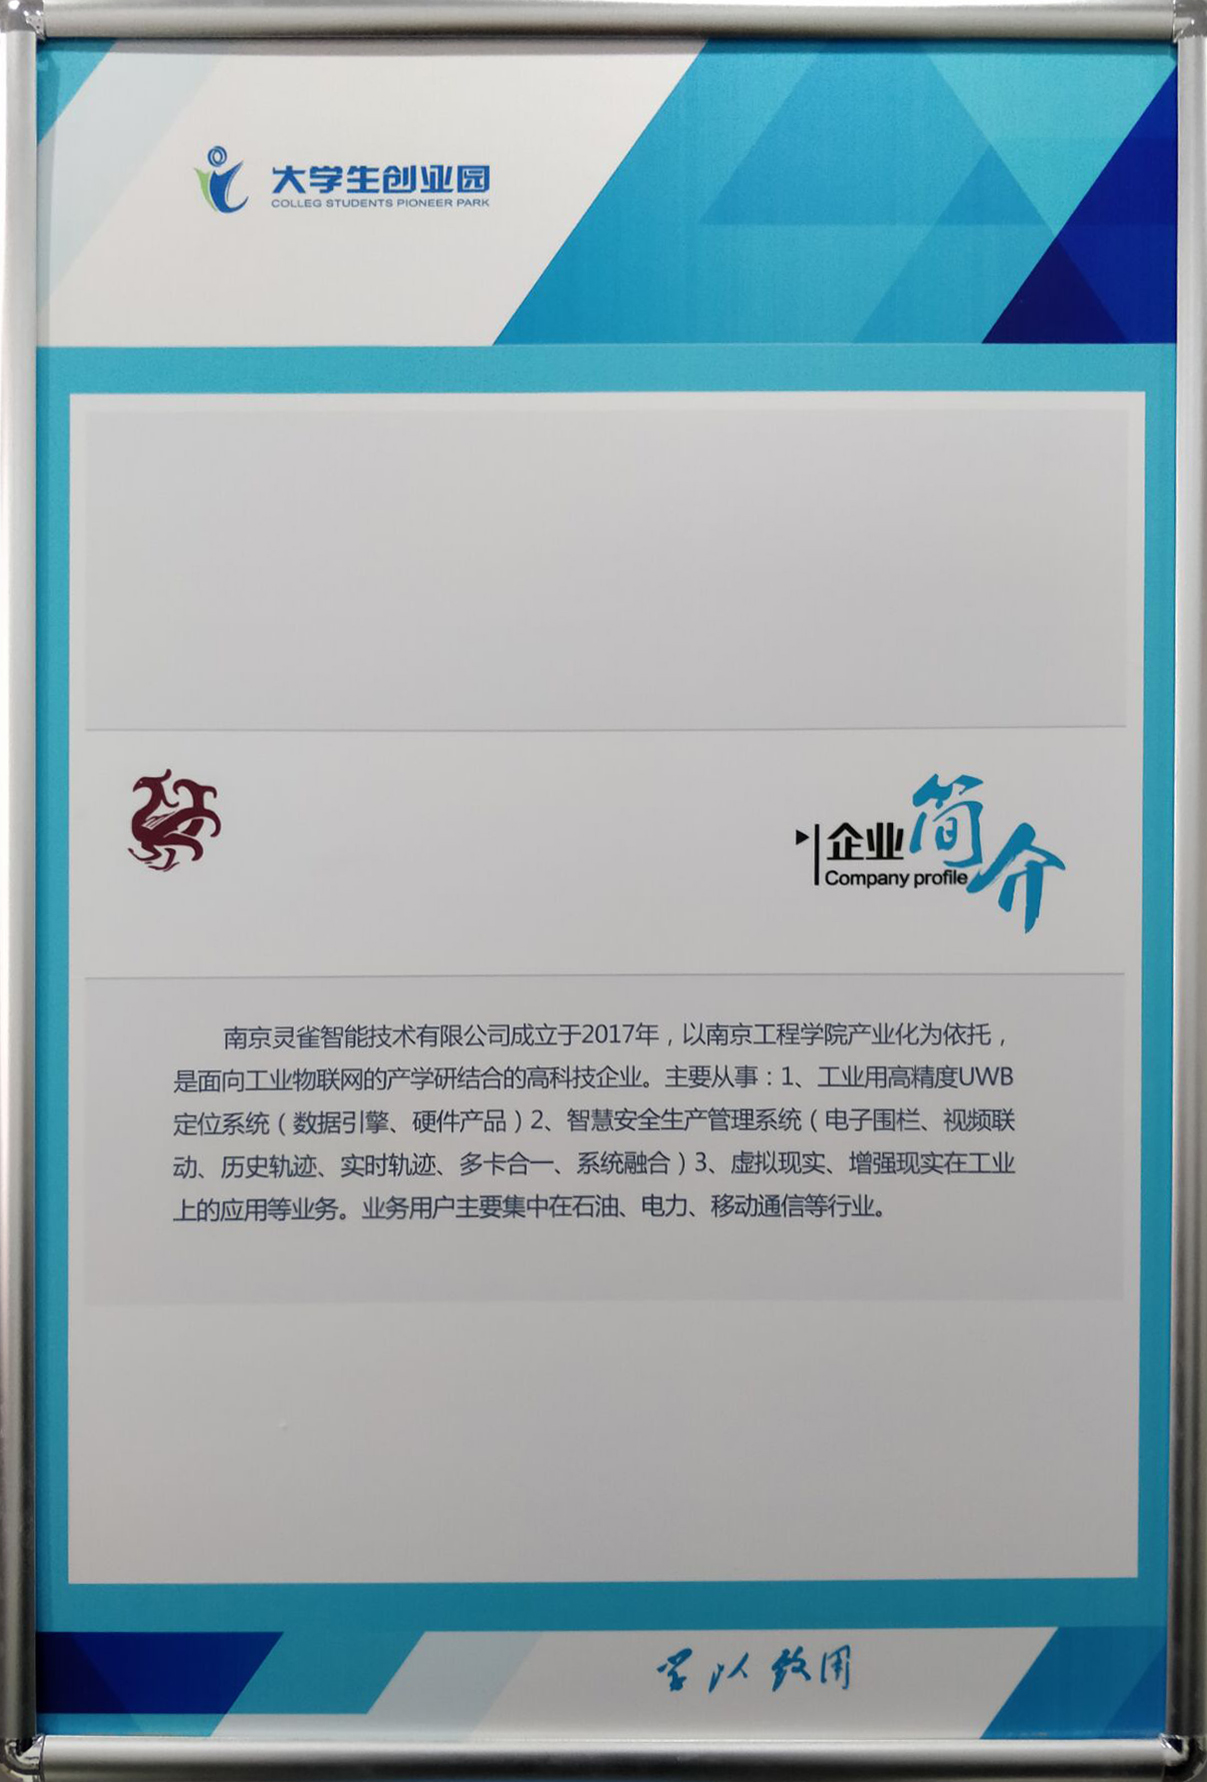 大学生创业园
COLLEG STUDENTS PIONEER PARK
企业简介
Company profile
南京灵雀智能技术有限公司成立于2017年，以南京工程学院产业化为依托，
是面向工业物联网的产学研结合的高科技企业。主要从事：1、工业用高精度UWB
定位系统（数据引擎、硬件产品）2、智慧安全生产管理系统（电子围栏、视频联
动、历史轨迹、实时轨迹、多卡合一、系统融合）3、虚拟现实、增强现实在工业
上的应用等业务。业务用户主要集中在石油、电力、移动通信等行业。
学以致用